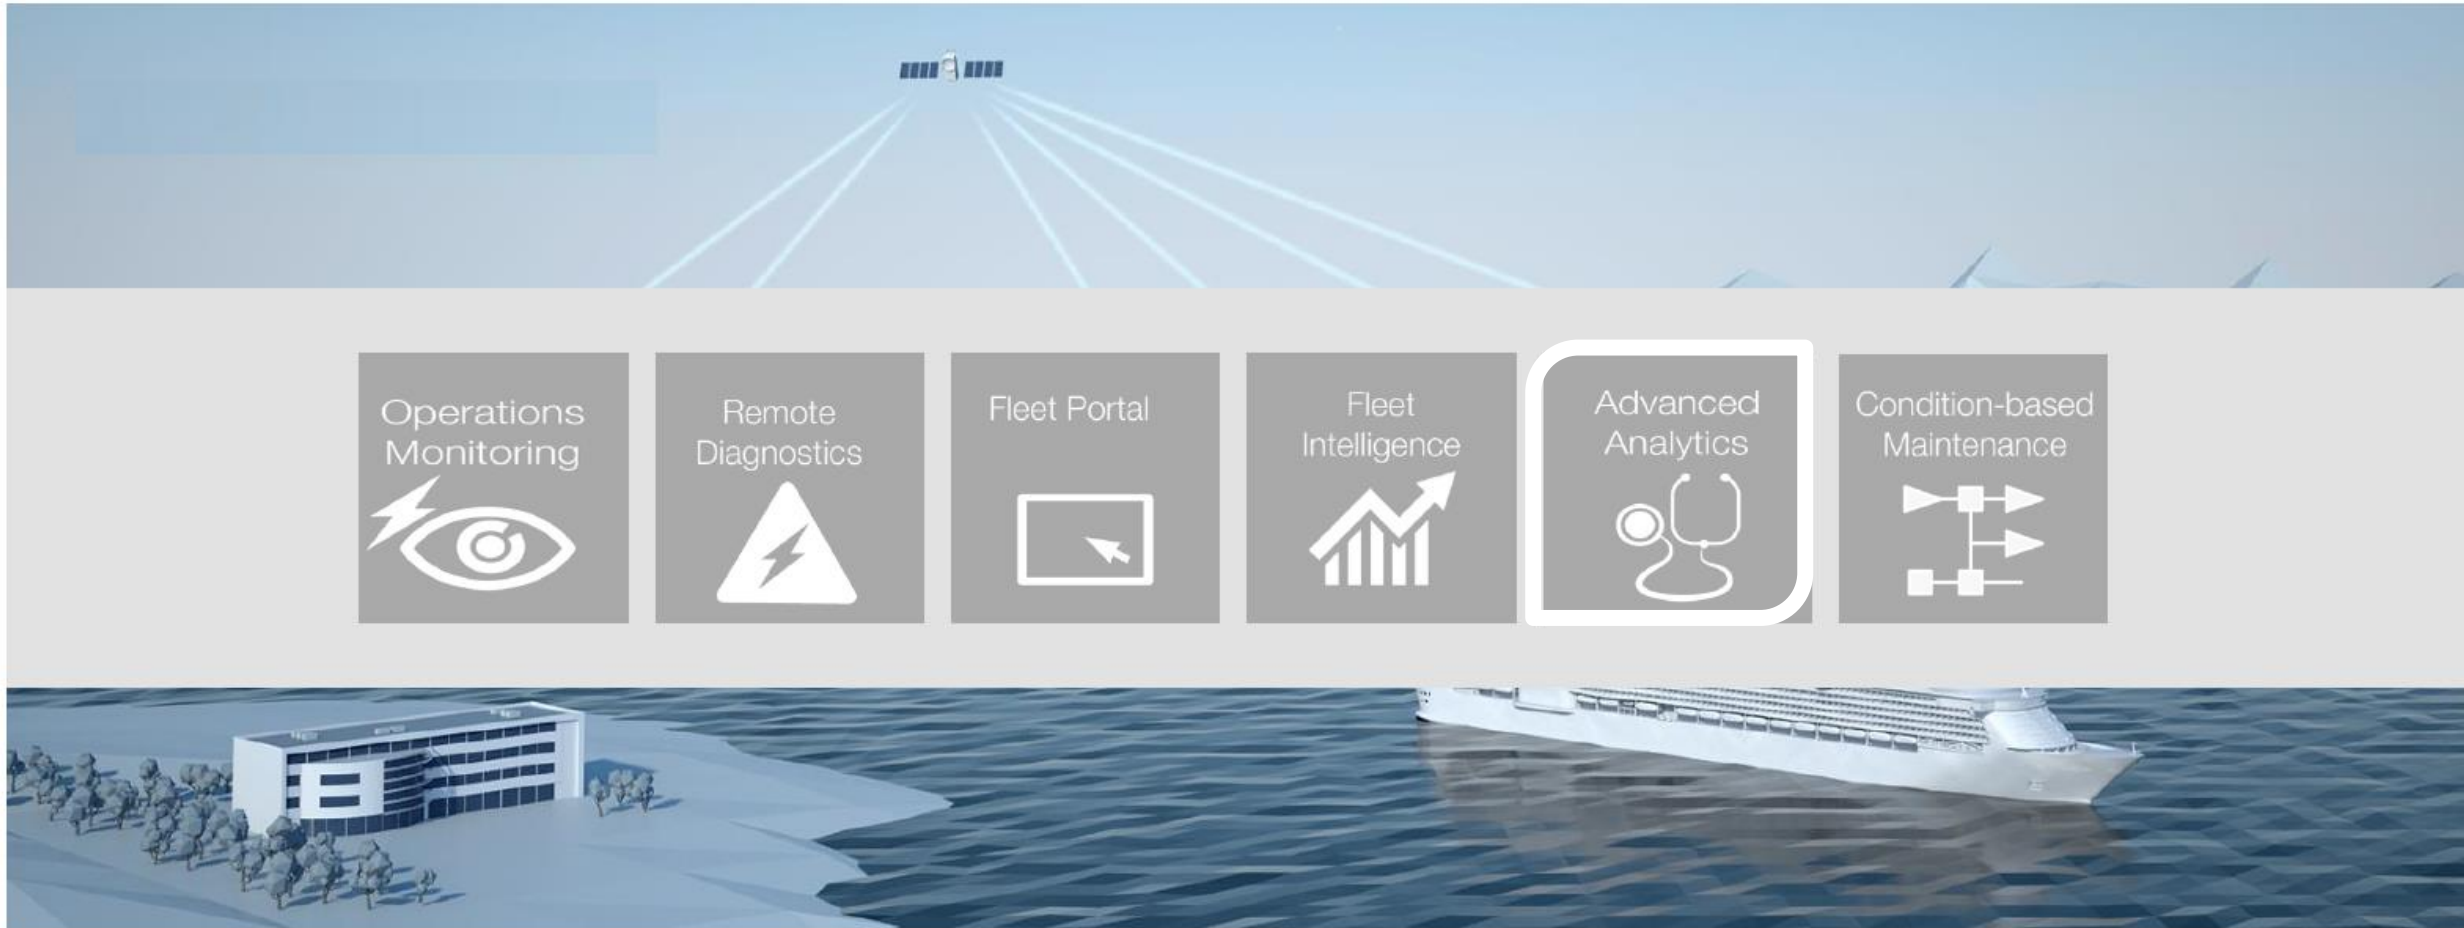 Operations
Monitoring
Remote
Diagnostics
Fleet Portal
Fleet
Intelligence
Advanced
Analytics
Condition-based
Maintenance